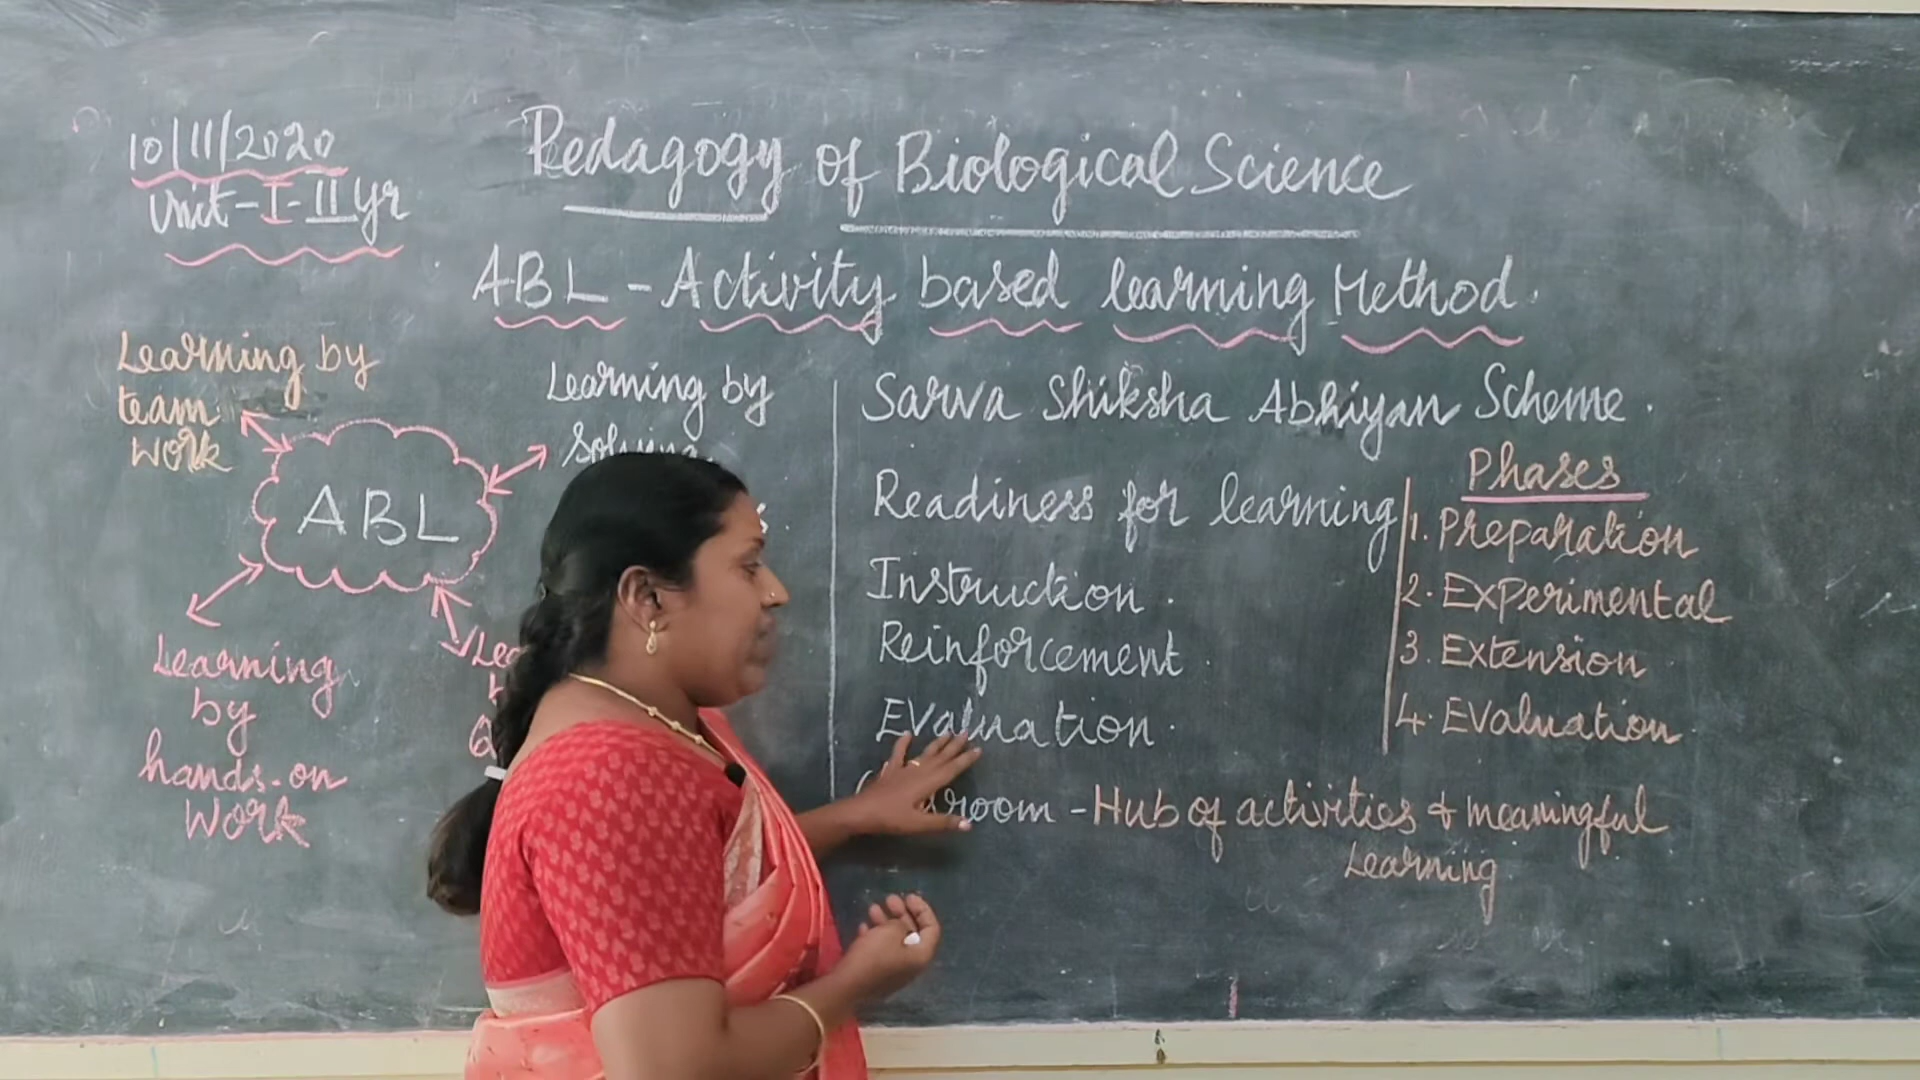 10/11/2020
Unit-I-II yr
Pedagogy of Biological Science
ABL - Activity based learning Method.
Learning by
team
work
ABL
Learning by
Solving
Learning
by
hands-on
work
Sarva Shiksha Abhiyan Scheme.
Readiness for learning
Instruction.
Reinforcement.
Evaluation.
Phases
1. Preparation
2. Experimental
3. Extension
4. Evaluation.
room - Hub of activities & meaningful
Learning.